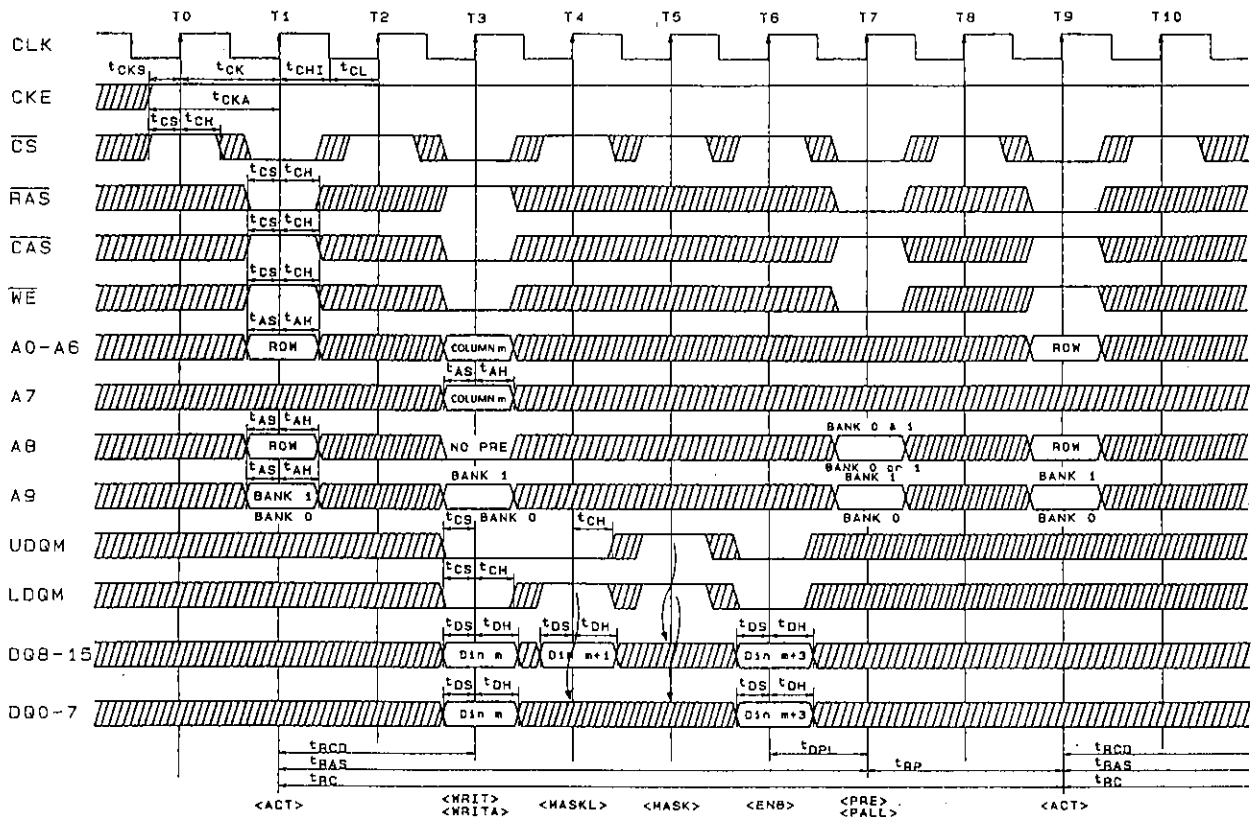 T0 T1 T2 T3 T4 T5 T6 T7 T8 T9 T10
CLK
tCKS tCK tCHI tCL
CKE
tCKA
tCS tCH
CS
tCS tCH
RAS
tCS tCH
CAS
tCS tCH
WE
tAS tAH
A0-A6 ROW COLUMN m ROW
tAS tAH
A7 COLUMN m
tAS tAH BANK 0 & 1
A8 ROW NO PRE ROW
tAS tAH BANK 1 BANK 0 or 1 BANK 1 BANK 1
A9 BANK 1
BANK 0 BANK 0 BANK 0 BANK 0
tCS tCH
UDQM
tCS tCH
LDQM
tDS tDH tDS tDH tDS tDH
DQ8-15 Din m Din m+1 Din m+3
tDS tDH tDS tDH
DQ0-7 Din m Din m+3
tRCD tDPL tRCD
tRAS tRP tRAS
tRC tRC
<ACT> <WRIT> <MASKL> <MASK> <ENB> <PRE> <ACT>
<WRITA> <PALL>